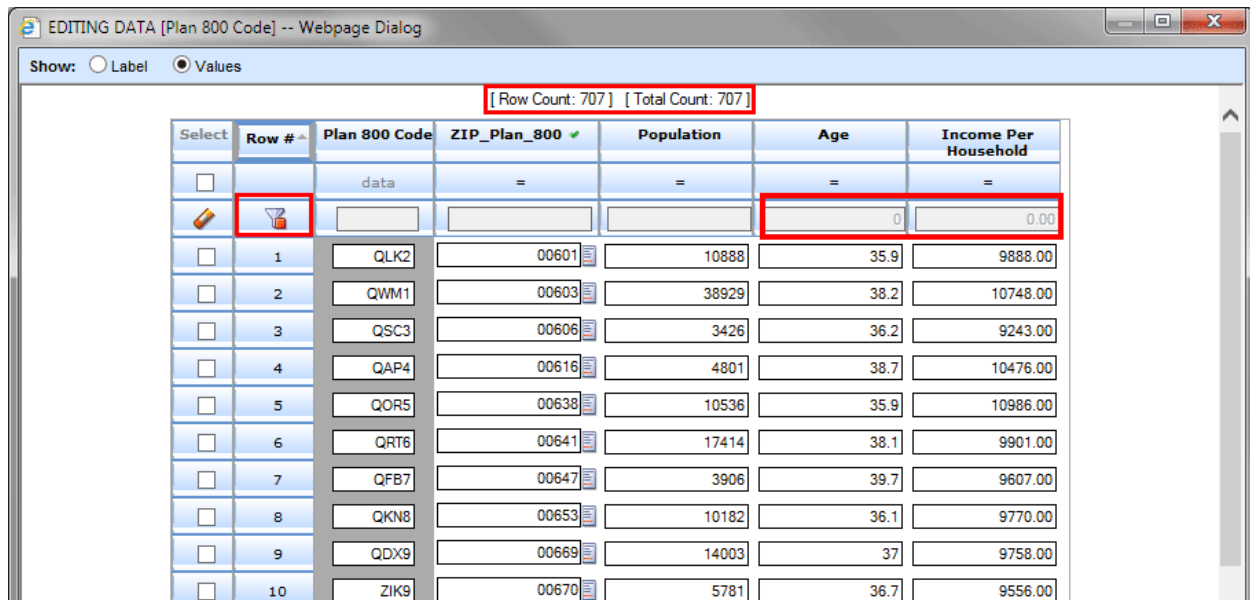 EDITING DATA [Plan 800 Code] -- Webpage Dialog
Show: Label Values
[ Row Count: 707 ] [ Total Count: 707 ]
Select Row # Plan 800 Code ZIP_Plan_800 Population Age Income Per Household
data = = = =
0 0.00
1 QLK2 00601 10888 35.9 9888.00
2 QWM1 00603 38929 38.2 10748.00
3 QSC3 00606 3426 36.2 9243.00
4 QAP4 00616 4801 38.7 10476.00
5 QOR5 00638 10536 35.9 10986.00
6 QRT6 00641 17414 38.1 9901.00
7 QFB7 00647 3906 39.7 9607.00
8 QKN8 00653 10182 36.1 9770.00
9 QDX9 00669 14003 37 9758.00
10 ZIK9 00670 5781 36.7 9556.00